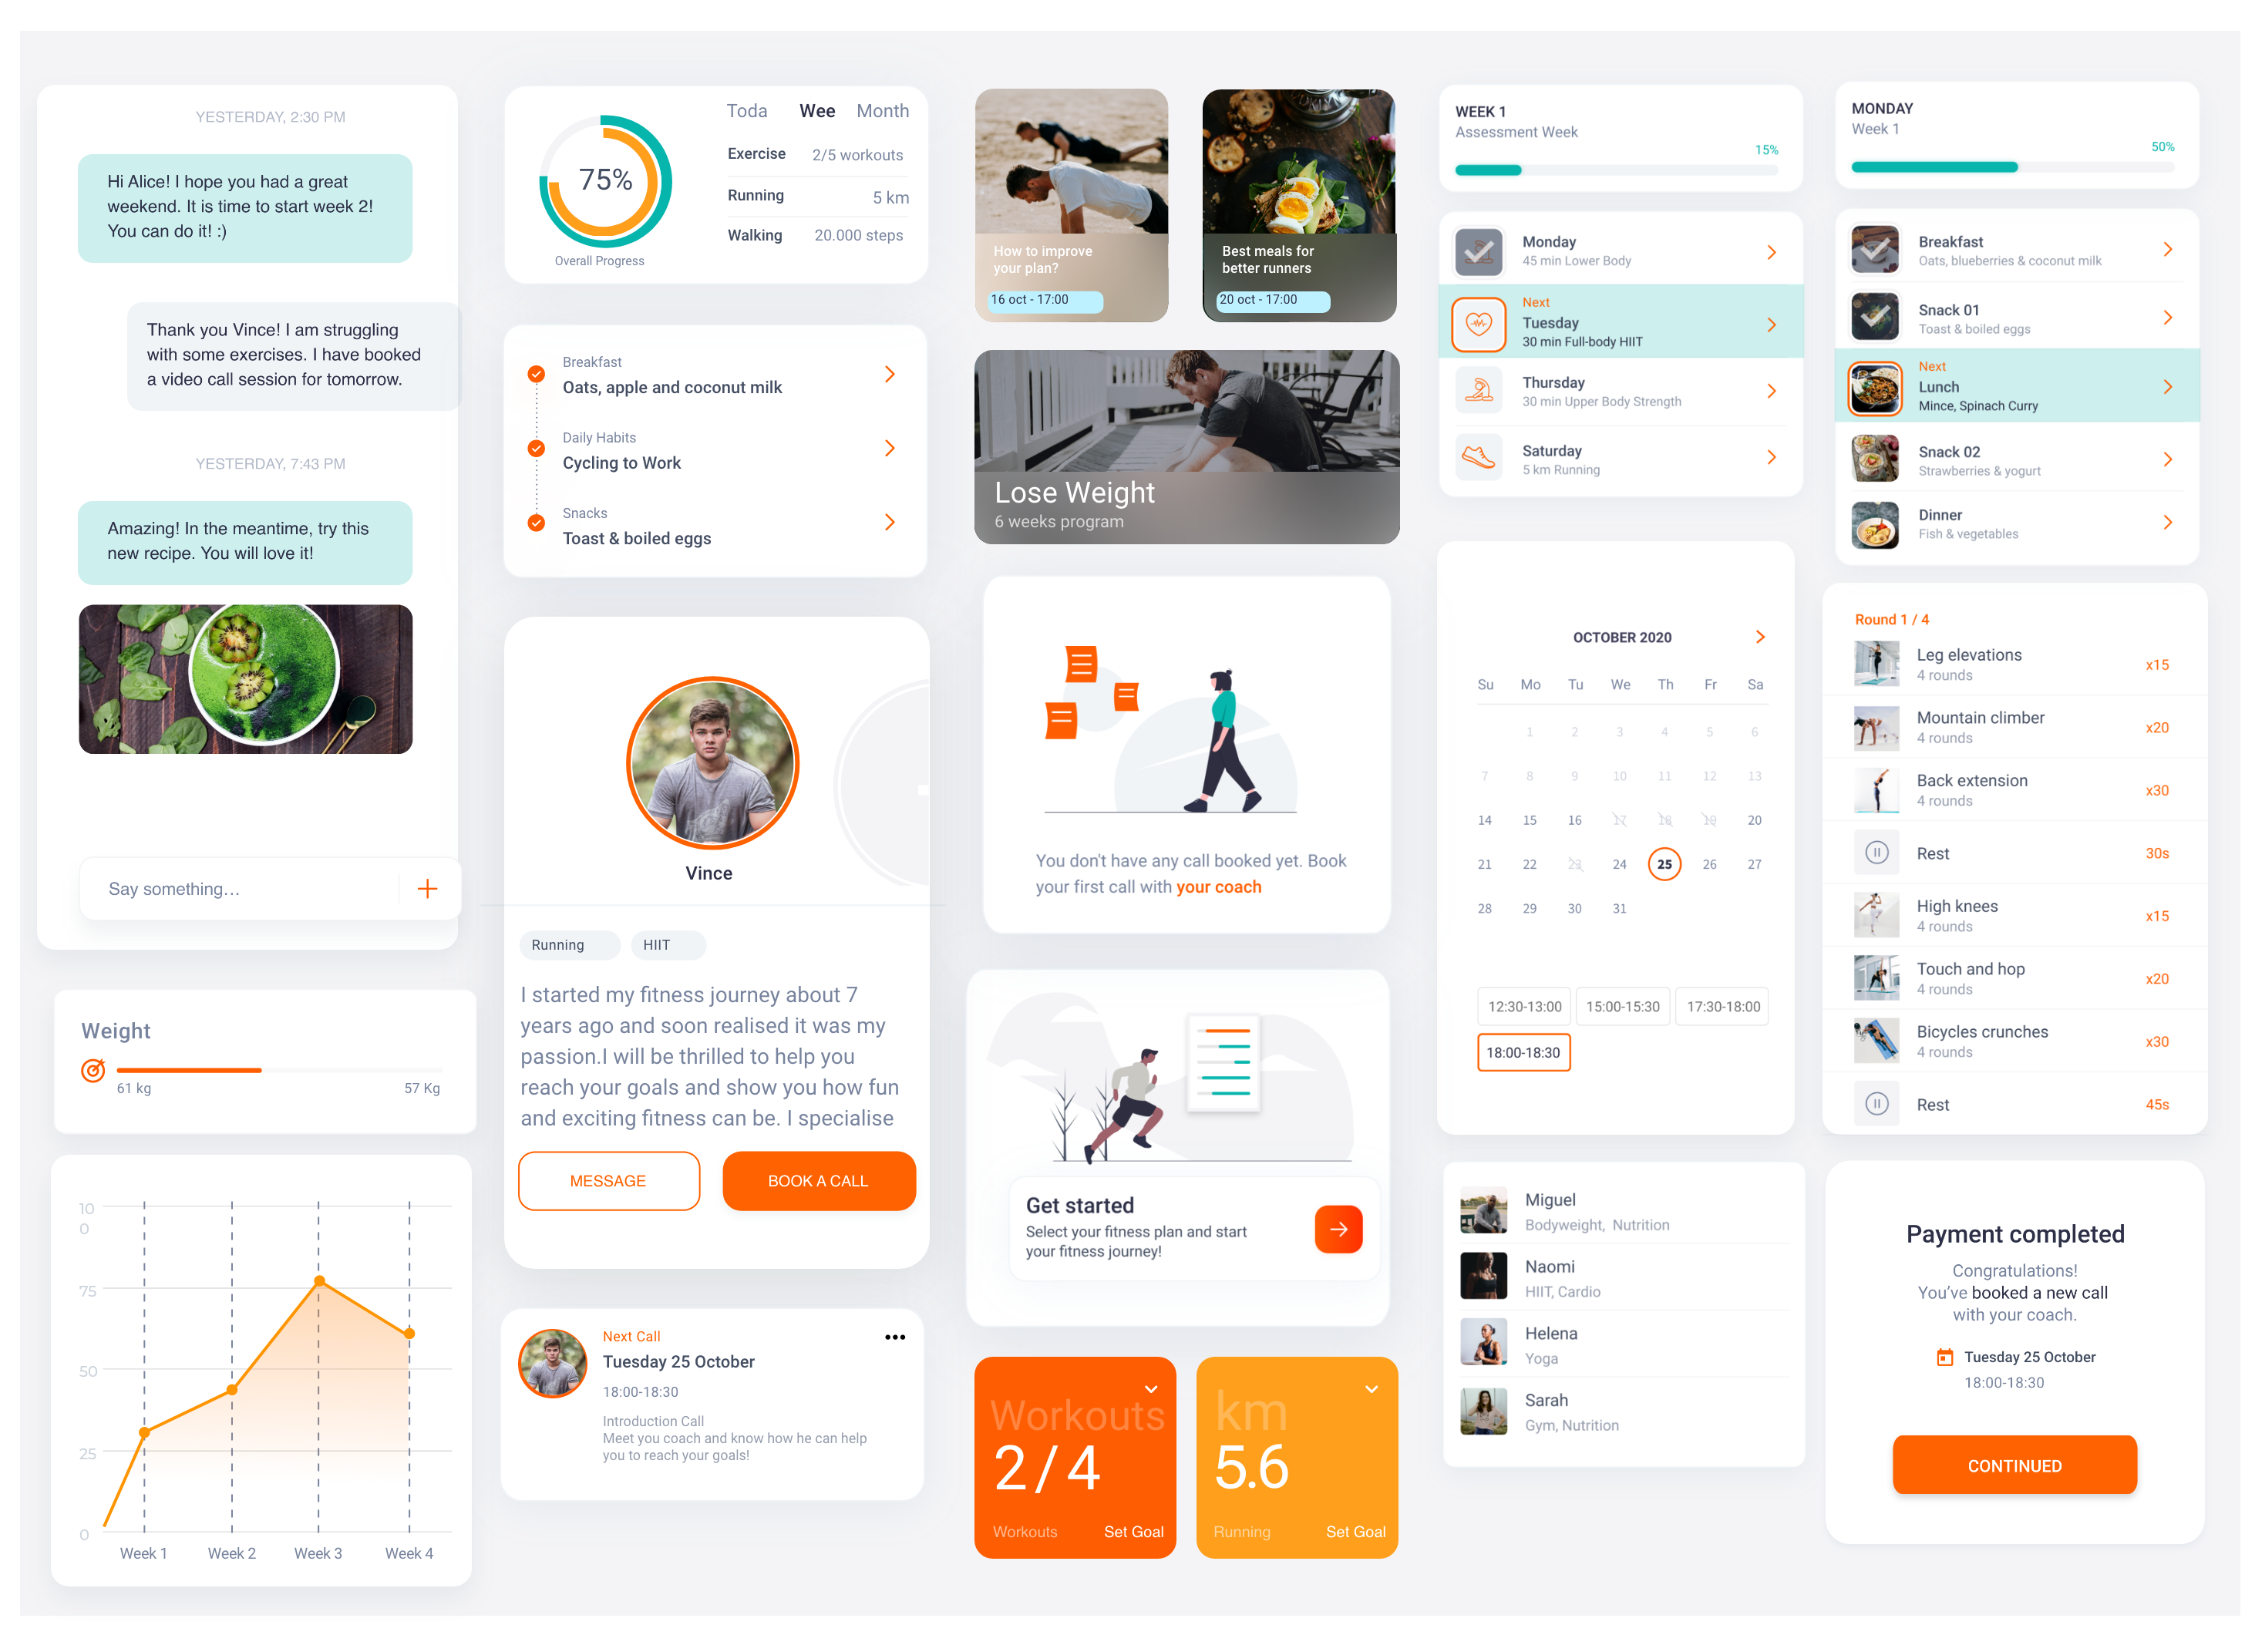 YESTERDAY, 2:30 PM
Hi Alice! I hope you had a great
weekend. It is time to start week 2!
You can do it! :)
Thank you Vince! I am struggling
with some exercises. I have booked
a video call session for tomorrow.
YESTERDAY, 7:43 PM
Amazing! In the meantime, try this
new recipe. You will love it!
Say something...
Weight
61 kg
57 Kg
10
0
75
50
25
0
Week 1
Week 2
Week 3
Week 4
75%
Overall Progress
Toda
Wee
Month
Exercise
2/5 workouts
Running
5 km
Walking
20.000 steps
Breakfast
Oats, apple and coconut milk
Daily Habits
Cycling to Work
Snacks
Toast & boiled eggs
Vince
Running
HIIT
I started my fitness journey about 7
years ago and soon realised it was my
passion.I will be thrilled to help you
reach your goals and show you how fun
and exciting fitness can be. I specialise
MESSAGE
BOOK A CALL
Next Call
Tuesday 25 October
18:00-18:30
Introduction Call
Meet you coach and know how he can help
you to reach your goals!
How to improve
your plan?
16 oct - 17:00
Best meals for
better runners
20 oct - 17:00
Lose Weight
6 weeks program
You don't have any call booked yet. Book
your first call with your coach
Get started
Select your fitness plan and start
your fitness journey!
Workouts
2/4
Workouts
Set Goal
km
5.6
Running
Set Goal
WEEK 1
Assessment Week
15%
Monday
45 min Lower Body
Next
Tuesday
30 min Full-body HIIT
Thursday
30 min Upper Body Strength
Saturday
5 km Running
OCTOBER 2020
Su Mo Tu We Th Fr Sa
1 2 3 4 5 6
7 8 9 10 11 12 13
14 15 16 17 18 19 20
21 22 23 24 25 26 27
28 29 30 31
12:30-13:00
15:00-15:30
17:30-18:00
18:00-18:30
Miguel
Bodyweight, Nutrition
Naomi
HIIT, Cardio
Helena
Yoga
Sarah
Gym, Nutrition
MONDAY
Week 1
50%
Breakfast
Oats, blueberries & coconut milk
Snack 01
Toast & boiled eggs
Next
Lunch
Mince, Spinach Curry
Snack 02
Strawberries & yogurt
Dinner
Fish & vegetables
Round 1 / 4
Leg elevations
4 rounds
x15
Mountain climber
4 rounds
x20
Back extension
4 rounds
x30
Rest
30s
High knees
4 rounds
x15
Touch and hop
4 rounds
x20
Bicycles crunches
4 rounds
x30
Rest
45s
Payment completed
Congratulations!
You've booked a new call
with your coach.
Tuesday 25 October
18:00-18:30
CONTINUED